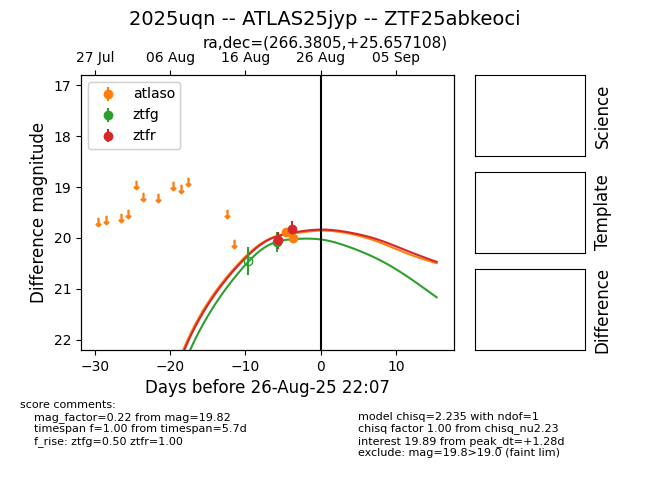 2025uqn -- ATLAS25jyp -- ZTF25abkeoci
ra,dec=(266.3805,+25.657108)
27 Jul 06 Aug 16 Aug 26 Aug 05 Sep
17
18
19
20
21
22
Difference magnitude
atlaso
ztfg
ztfr
−30 −20 −10 0 10
Days before 26-Aug-25 22:07
Science
Template
Difference
score comments:
mag_factor=0.22 from mag=19.82
timespan f=1.00 from timespan=5.7d
f_rise: ztfg=0.50 ztfr=1.00
model chisq=2.235 with ndof=1
chisq factor 1.00 from chisq_nu2.23
interest 19.89 from peak_dt=+1.28d
exclude: mag=19.8>19.0 (faint lim)